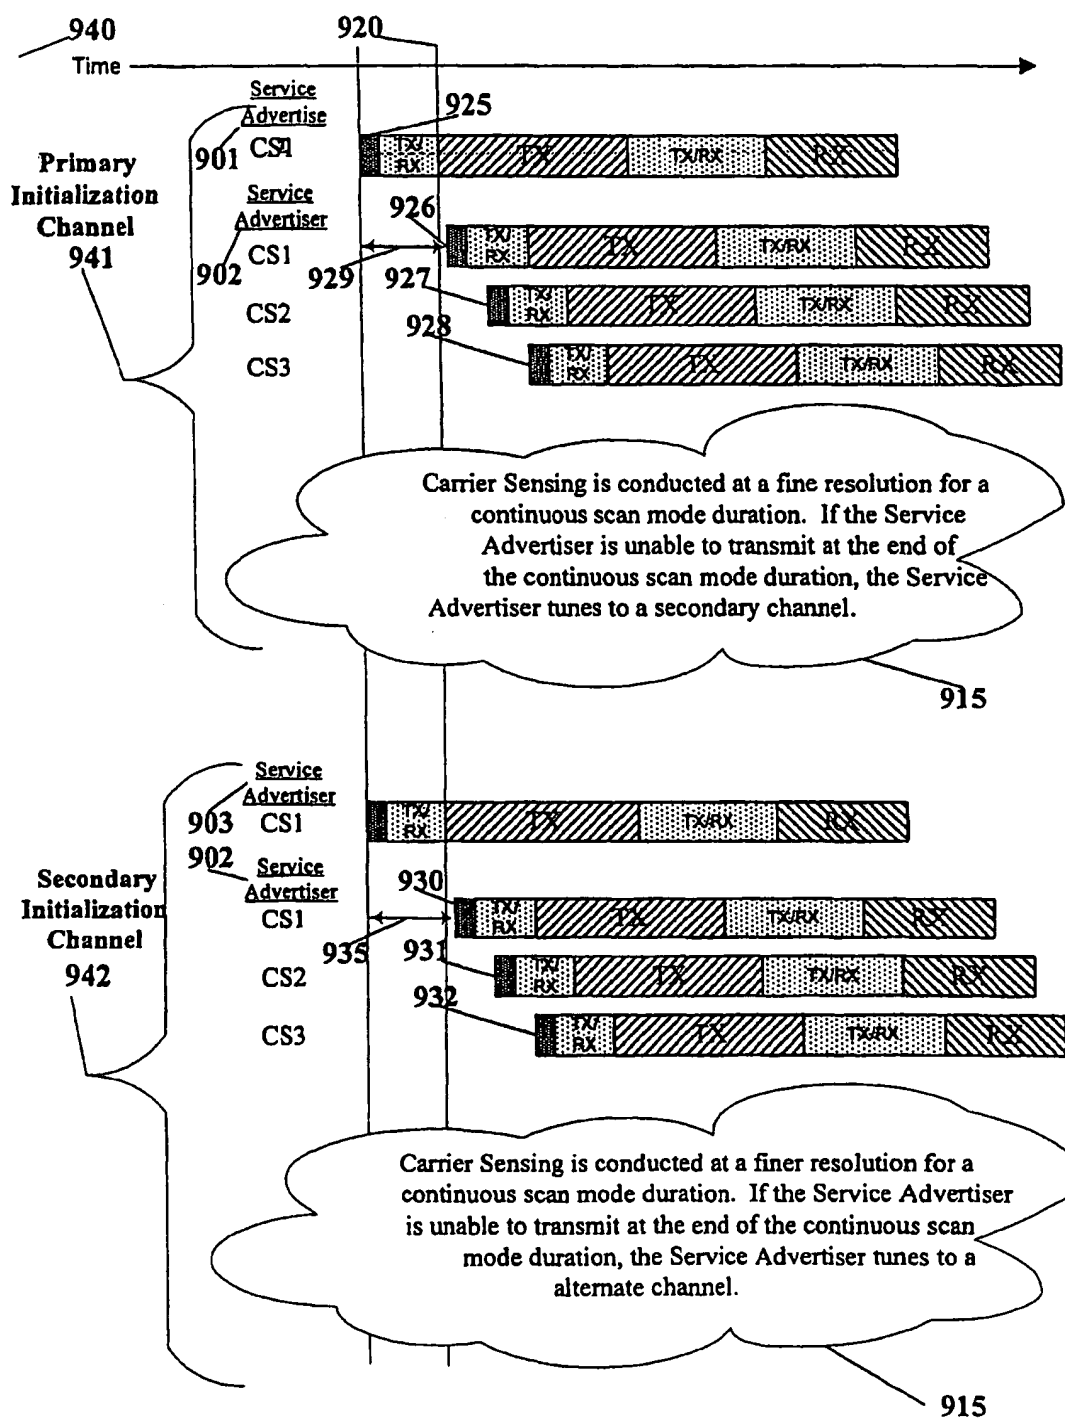 940
920
Time
Service
Advertise
925
901
CS1
TX/
RX
TX
TX/RX
RX
Primary
Initialization
Channel
941
Service
Advertiser
926
902
CS1
TX/
RX
TX
TX/RX
RX
929
927
CS2
TX/
RX
TX
TX/RX
RX
928
CS3
TX/
RX
TX
TX/RX
RX
Carrier Sensing is conducted at a fine resolution for a
continuous scan mode duration. If the Service
Advertiser is unable to transmit at the end of
the continuous scan mode duration, the Service
Advertiser tunes to a secondary channel.
915
Service
Advertiser
903
CS1
TX/
RX
TX
TX/RX
RX
902
Service
Advertiser
930
CS1
TX/
RX
TX
TX/RX
RX
Secondary
Initialization
Channel
942
935
931
CS2
TX/
RX
TX
TX/RX
RX
932
CS3
TX/
RX
TX
TX/RX
RX
Carrier Sensing is conducted at a finer resolution for a
continuous scan mode duration. If the Service Advertiser
is unable to transmit at the end of the continuous scan
mode duration, the Service Advertiser tunes to a
alternate channel.
915